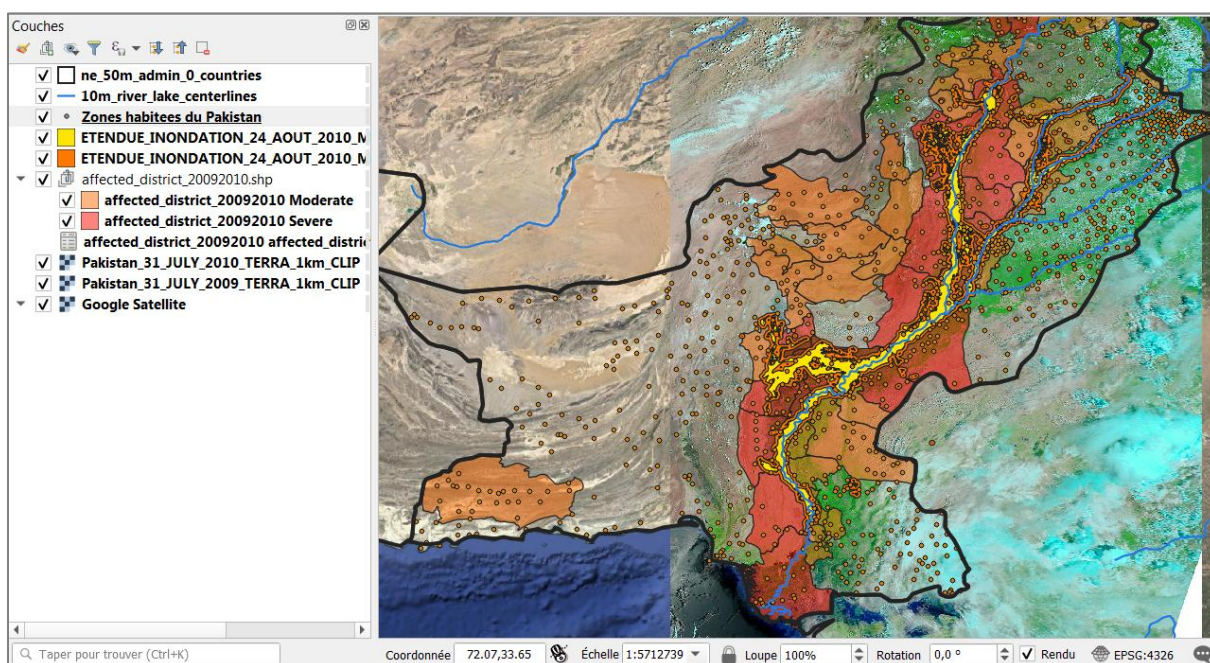 Couches
ne_50m_admin_0_countries
10m_river_lake_centerlines
Zones habitees du Pakistan
ETENDUE_INONDATION_24_AOUT_2010_M
ETENDUE_INONDATION_24_AOUT_2010_M
affected_district_20092010.shp
affected_district_20092010 Moderate
affected_district_20092010 Severe
affected_district_20092010 affected_distric
Pakistan_31_JULY_2010_TERRA_1km_CLIP
Pakistan_31_JULY_2009_TERRA_1km_CLIP
Google Satellite
Taper pour trouver (Ctrl+K) Coordonnée 72.07,33.65 Échelle 1:5712739 Loupe 100% Rotation 0,0 ° Rendu EPSG:4326